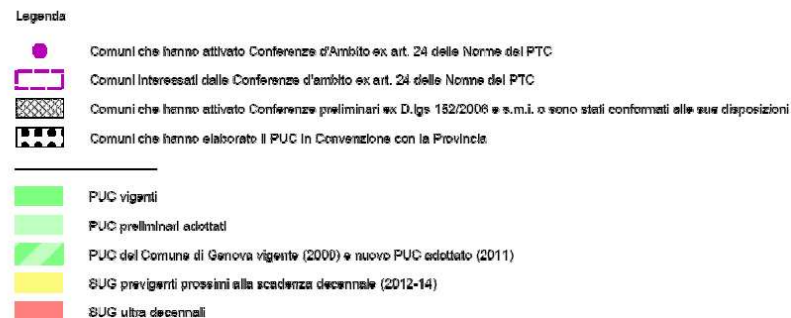 Legenda
Comuni che hanno attivato Conferenze d'Ambito ex art. 24 delle Norme del PTC
Comuni interessati dalle Conferenze d'ambito ex art. 24 delle Norme del PTC
Comuni che hanno attivato Conferenze preliminari ex D.lgs 152/2006 e s.m.i. o sono stati conformati alle sue disposizioni
Comuni che hanno elaborato il PUC in Convenzione con la Provincia
PUC vigenti
PUC preliminari adottati
PUC del Comune di Genova vigente (2000) e nuovo PUC adottato (2011)
SUG previgenti prossimi alla scadenza decennale (2012-14)
SUG ultra decennali